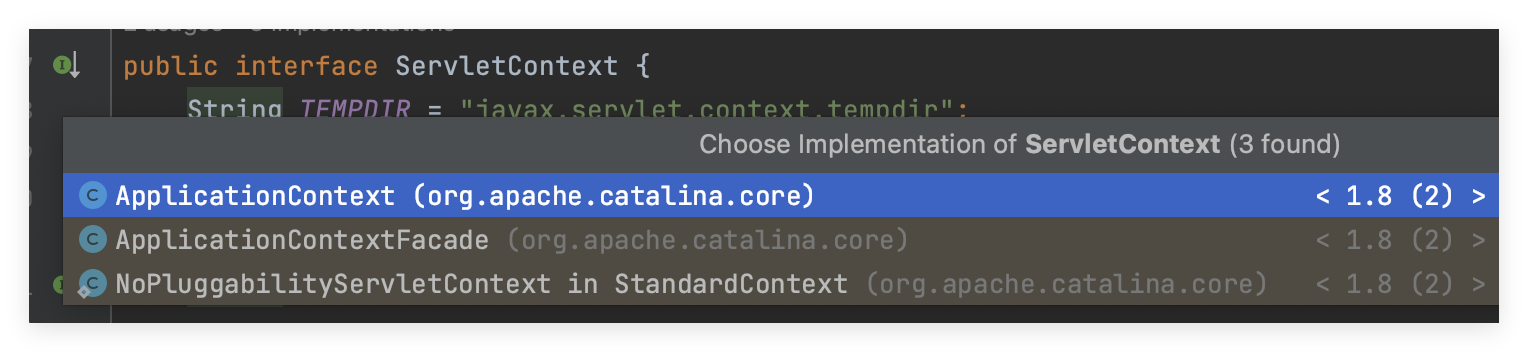 public interface ServletContext {
String TEMPDIR = "javax.servlet.context.tempdir";
Choose Implementation of ServletContext (3 found)
ApplicationContext (org.apache.catalina.core) < 1.8 (2) >
ApplicationContextFacade (org.apache.catalina.core) < 1.8 (2) >
NoPluggabilityServletContext in StandardContext (org.apache.catalina.core) < 1.8 (2) >